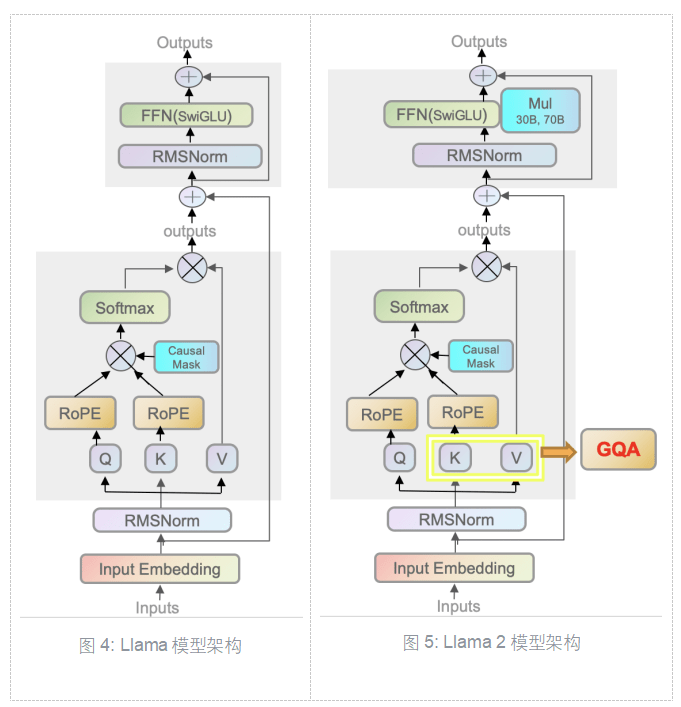 Outputs
FFN(SwiGLU)
RMSNorm
outputs
Softmax
Causal
Mask
RoPE
RoPE
Q
K
V
RMSNorm
Input Embedding
Inputs
图 4: Llama 模型架构
Outputs
FFN(SwiGLU)
Mul
30B, 70B
RMSNorm
outputs
Softmax
Causal
Mask
RoPE
RoPE
Q
K
V
GQA
RMSNorm
Input Embedding
Inputs
图 5: Llama 2 模型架构